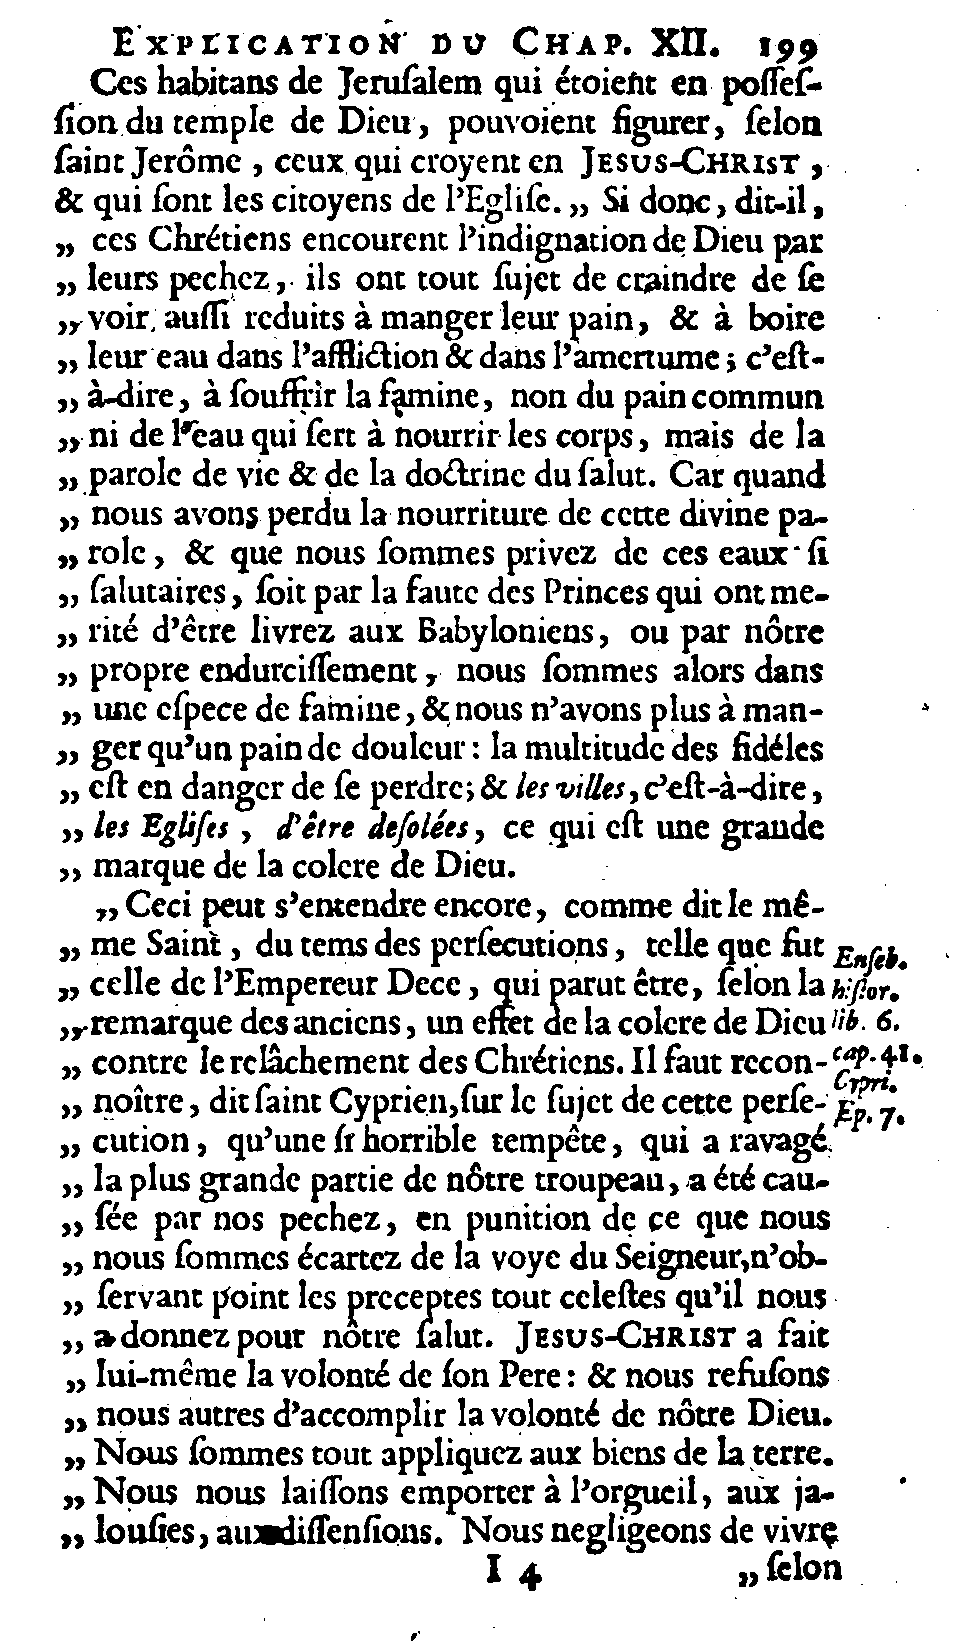 EXPLICATION DU CHAP. XII. 199
Ces habitans de Jeruſalem qui étoient en poſſeſ-
ſion du temple de Dieu, pouvoient figurer, ſelon
ſaint Jerôme, ceux qui croyent en JESUS-CHRIST,
& qui ſont les citoyens de l'Egliſe. „ Si donc, dit-il,
„ ces Chrétiens encourent l'indignation de Dieu par
„ leurs pechez, ils ont tout ſujet de craindre de ſe
„ voir auſſi reduits à manger leur pain, & à boire
„ leur eau dans l'affliction & dans l'amertume; c'eſt-
„ à-dire, à ſouffrir la famine, non du pain commun
„ ni de l'eau qui ſert à nourrir les corps, mais de la
„ parole de vie & de la doctrine du ſalut. Car quand
„ nous avons perdu la nourriture de cette divine pa-
„ role, & que nous ſommes privez de ces eaux ſi
„ ſalutaires, ſoit par la faute des Princes qui ont me-
„ rité d'être livrez aux Babyloniens, ou par nôtre
„ propre endurciſſement, nous ſommes alors dans
„ une eſpece de famine, & nous n'avons plus à man-
„ ger qu'un pain de douleur: la multitude des fidéles
„ eſt en danger de ſe perdre; & les villes, c'eſt-à-dire,
„ les Egliſes, d'être deſolées, ce qui eſt une grande
„ marque de la colere de Dieu.
„ Ceci peut s'entendre encore, comme dit le mê-
„ me Saint, du tems des perſecutions, telle que fut
„ celle de l'Empereur Dece, qui parut être, ſelon la
„ remarque des anciens, un effet de la colere de Dieu
„ contre le relâchement des Chrétiens. Il faut recon-
„ noître, dit ſaint Cyprien, ſur le ſujet de cette perſe-
„ cution, qu'une ſi horrible tempête, qui a ravagé
„ la plus grande partie de nôtre troupeau, a été cau-
„ ſée par nos pechez, en punition de ce que nous
„ nous ſommes écartez de la voye du Seigneur, n'ob-
„ ſervant point les preceptes tout celeſtes qu'il nous
„ a donnez pour nôtre ſalut. JESUS-CHRIST a fait
„ lui-même la volonté de ſon Pere: & nous refuſons
„ nous autres d'accomplir la volonté de nôtre Dieu.
„ Nous ſommes tout appliquez aux biens de la terre.
„ Nous nous laiſſons emporter à l'orgueil, aux ja-
„ louſies, aux diſſenſions. Nous negligeons de vivre
Euſeb.
hiſtor.
lib. 6.
cap. 41.
Cypri.
Ep. 7.
I 4 „ ſelon